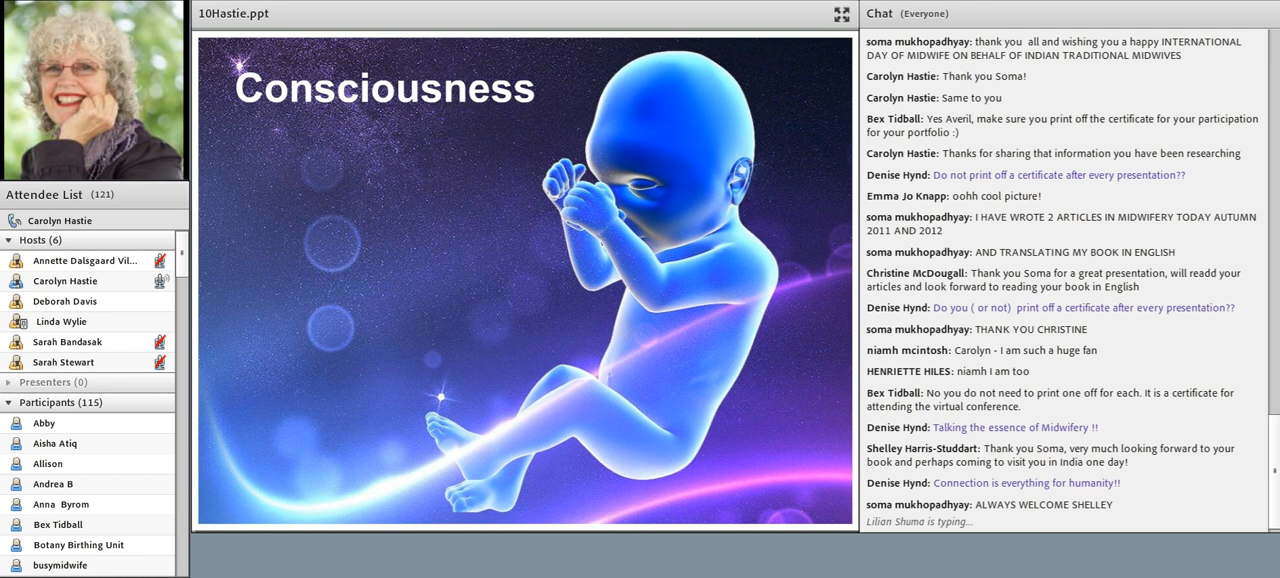 10Hastie.ppt
Chat (Everyone)
Consciousness
Attendee List (121)
Carolyn Hastie
Hosts (6)
Annette Dalsgaard Vil...
Carolyn Hastie
Deborah Davis
Linda Wylie
Sarah Bandasak
Sarah Stewart
Presenters (0)
Participants (115)
Abby
Aisha Atiq
Allison
Andrea B
Anna Byrom
Bex Tidball
Botany Birthing Unit
busymidwife
soma mukhopadhyay: thank you all and wishing you a happy INTERNATIONAL
DAY OF MIDWIFE ON BEHALF OF INDIAN TRADITIONAL MIDWIVES
Carolyn Hastie: Thank you Soma!
Carolyn Hastie: Same to you
Bex Tidball: Yes Averil, make sure you print off the certificate for your participation
for your portfolio :)
Carolyn Hastie: Thanks for sharing that information you have been researching
Denise Hynd: Do not print off a certificate after every presentation??
Emma Jo Knapp: oohh cool picture!
soma mukhopadhyay: I HAVE WROTE 2 ARTICLES IN MIDWIFERY TODAY AUTUMN
2011 AND 2012
soma mukhopadhyay: AND TRANSLATING MY BOOK IN ENGLISH
Christine McDougall: Thank you Soma for a great presentation, will readd your
articles and look forward to reading your book in English
Denise Hynd: Do you ( or not) print off a certificate after every presentation??
soma mukhopadhyay: THANK YOU CHRISTINE
niamh mcintosh: Carolyn - I am such a huge fan
HENRIETTE HILES: niamh I am too
Bex Tidball: No you do not need to print one off for each. It is a certificate for
attending the virtual conference.
Denise Hynd: Talking the essence of Midwifery !!
Shelley Harris-Studdart: Thank you Soma, very much looking forward to your
book and perhaps coming to visit you in India one day!
Denise Hynd: Connection is everything for humanity!!
soma mukhopadhyay: ALWAYS WELCOME SHELLEY
Lilian Shuma is typing...